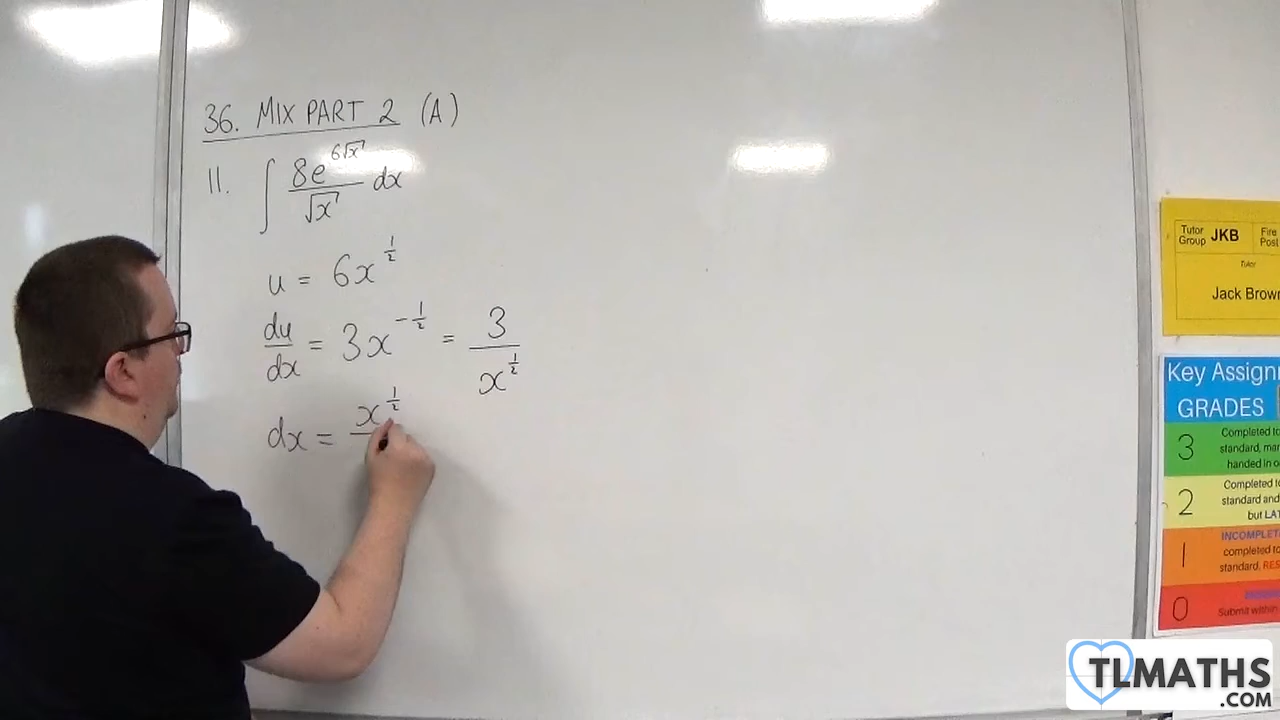 36. MIX PART 2 (A)
11. ∫ 8e^(6√x) / √x dx
u = 6x^(1/2)
du/dx = 3x^(-1/2) = 3 / x^(1/2)
dx = x^(1/2)
Tutor Group JKB
Fire
Post
Tutor
Jack Brown
Key Assign
GRADES
3 Completed to
standard, mar
handed in o
2 Completed to
standard and
but LAT
1 INCOMPLET
completed to
standard. RES
0
Submit within
TLMATHS
.COM